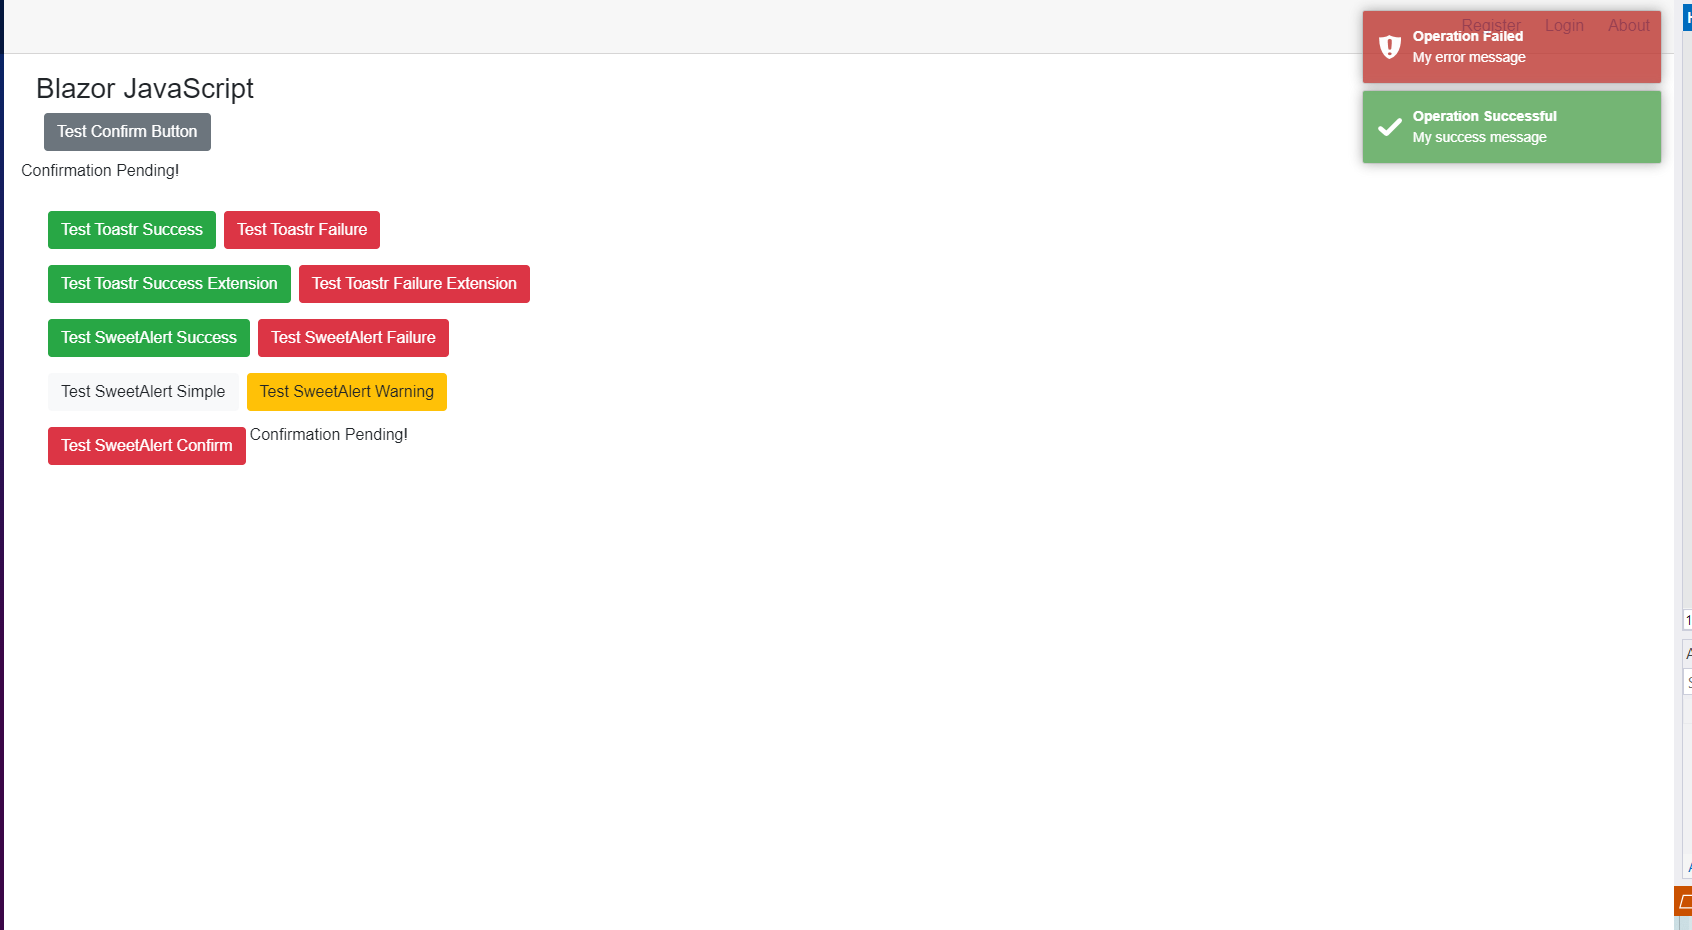 Register Login About
Operation Failed
My error message
Operation Successful
My success message
Blazor JavaScript
Test Confirm Button
Confirmation Pending!
Test Toastr Success Test Toastr Failure
Test Toastr Success Extension Test Toastr Failure Extension
Test SweetAlert Success Test SweetAlert Failure
Test SweetAlert Simple Test SweetAlert Warning
Test SweetAlert Confirm Confirmation Pending!